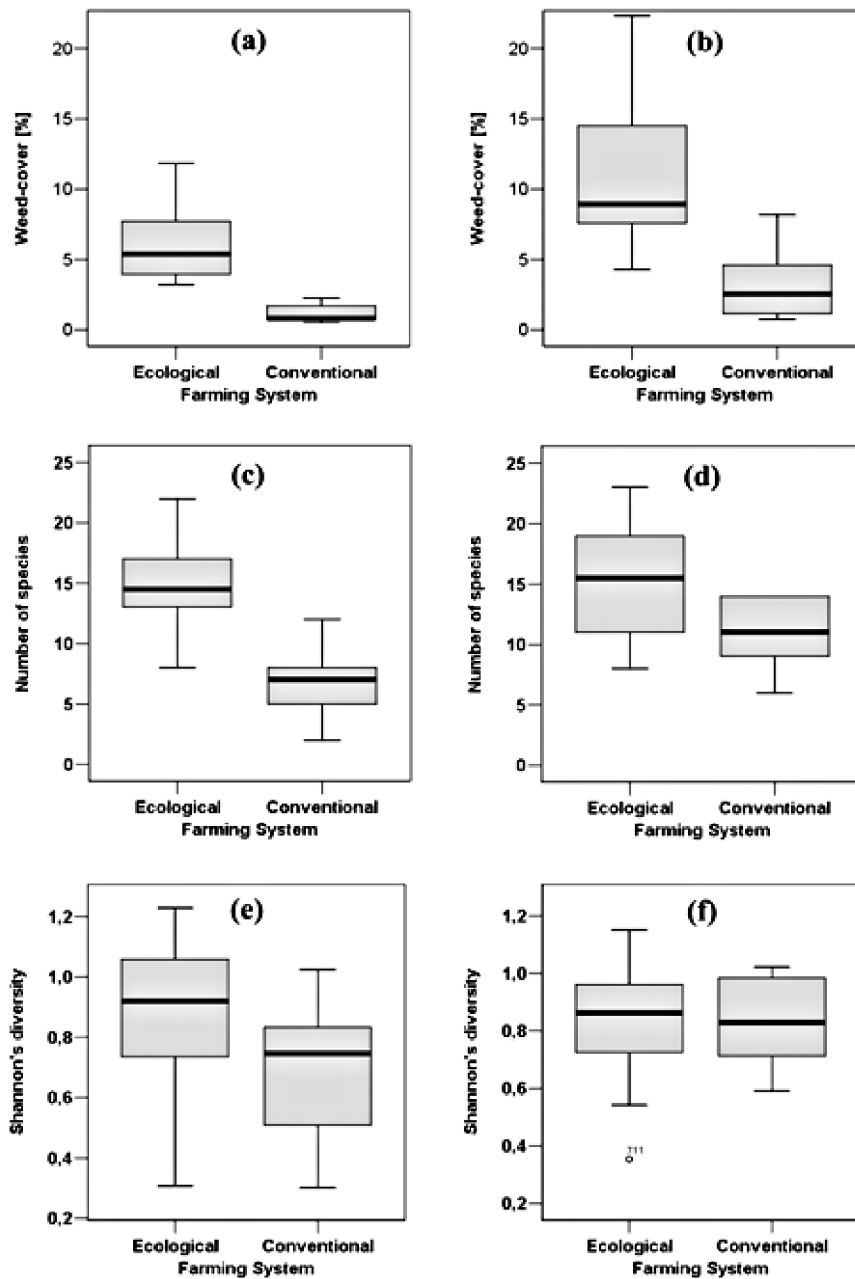 (a)
20
15
10
5
0
Weed-cover [%]
Ecological Conventional
Farming System
(b)
20
15
10
5
0
Weed-cover [%]
Ecological Conventional
Farming System
(c)
25
20
15
10
5
0
Number of species
Ecological Conventional
Farming System
(d)
25
20
15
10
5
0
Number of species
Ecological Conventional
Farming System
(e)
1,2
1,0
0,8
0,6
0,4
0,2
Shannon's diversity
Ecological Conventional
Farming System
(f)
1,2
1,0
0,8
0,6
0,4
0,2
Shannon's diversity
Ecological Conventional
Farming System